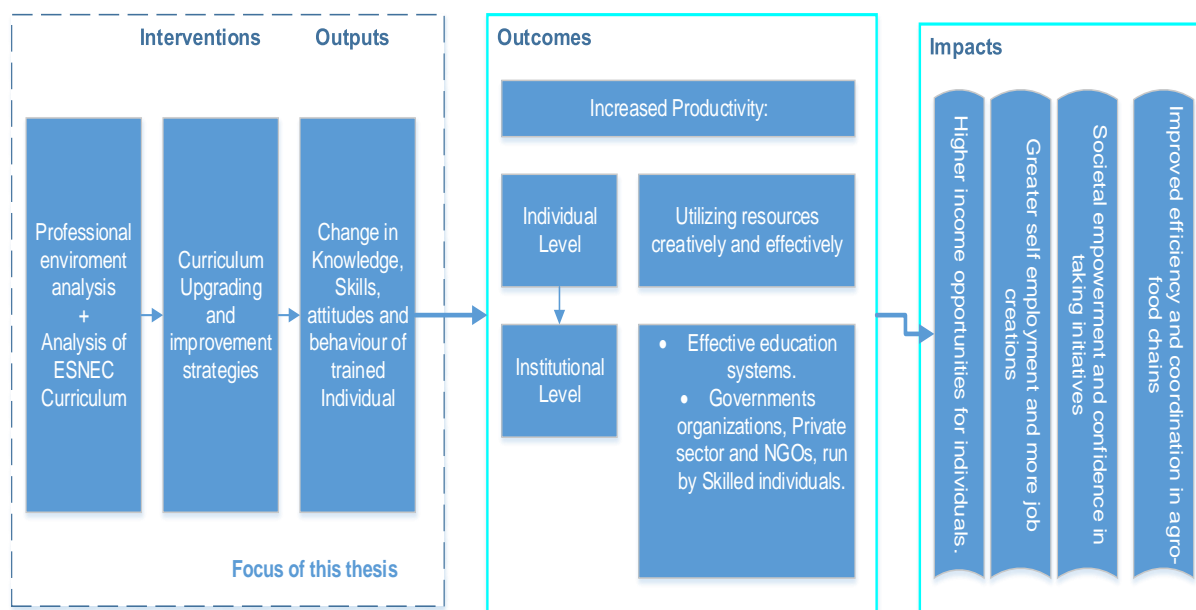 Interventions
Outputs
Professional
enviroment
analysis
+
Analysis of
ESNEC
Curriculum
Curriculum
Upgrading
and
improvement
strategies
Change in
Knowledge,
Skills,
attitudes and
behaviour of
trained
Individual
Focus of this thesis
Outcomes
Increased Productivity:
Individual
Level
Utilizing resources
creatively and effectively
Institutional
Level
• Effective education
systems.
• Governments
organizations, Private
sector and NGOs, run
by Skilled individuals.
Impacts
Higher income opportunities for individuals.
Greater self employment and more job
creations
Societal empowerment and confidence in
taking initiatives
Improved efficiency and coordination in agro-
food chains